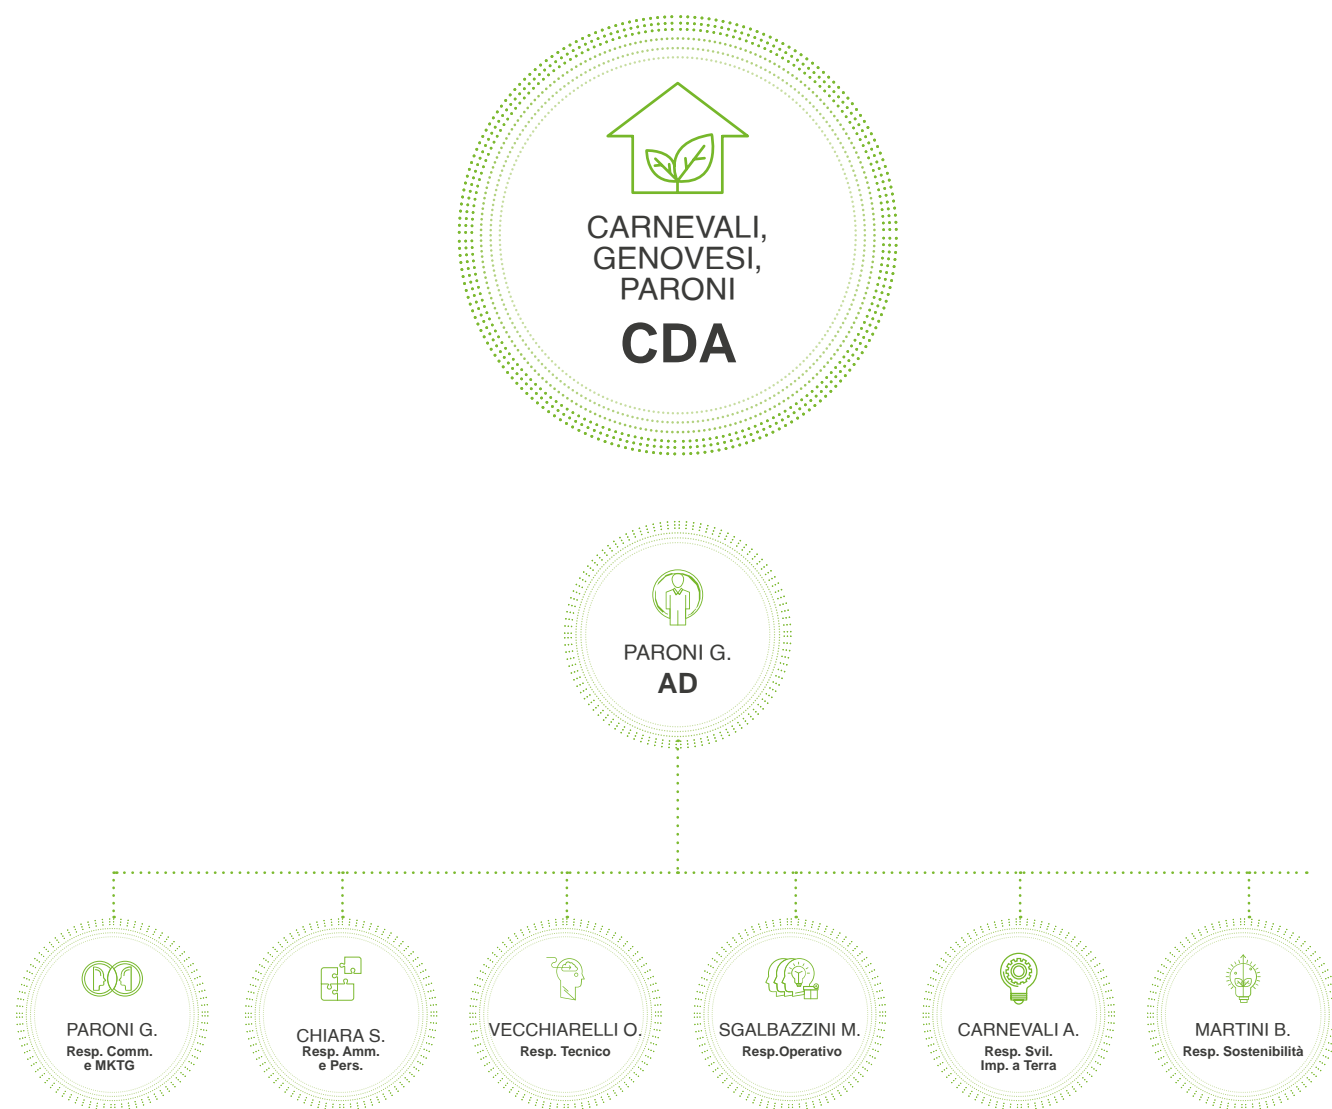 CARNEVALI,
GENOVESI,
PARONI
CDA
PARONI G.
AD
PARONI G.
Resp. Comm.
e MKTG
CHIARA S.
Resp. Amm.
e Pers.
VECCHIARELLI O.
Resp. Tecnico
SGALBAZZINI M.
Resp.Operativo
CARNEVALI A.
Resp. Svil.
Imp. a Terra
MARTINI B.
Resp. Sostenibilità